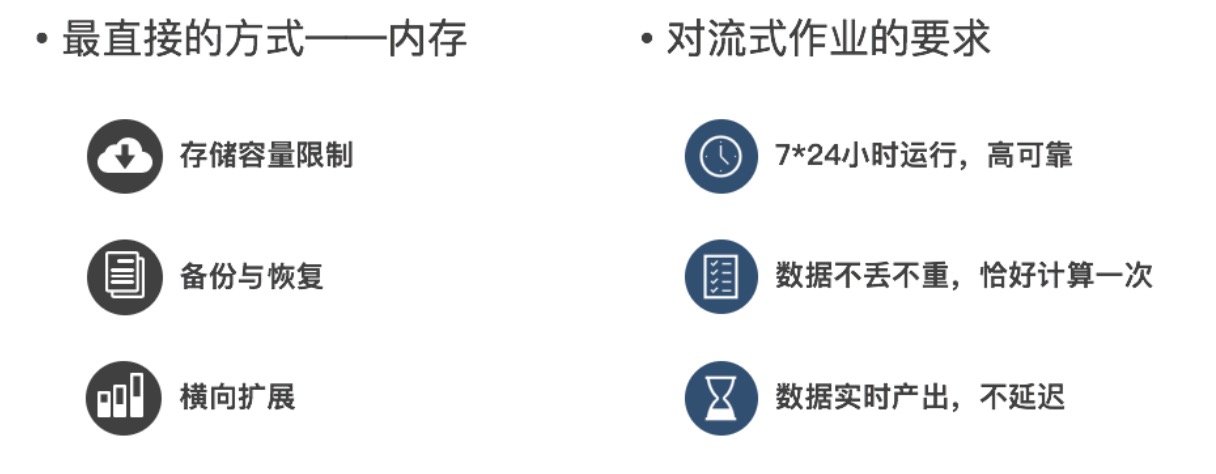 • 最直接的方式——内存
存储容量限制
备份与恢复
横向扩展
• 对流式作业的要求
7*24小时运行，高可靠
数据不丢不重，恰好计算一次
数据实时产出，不延迟